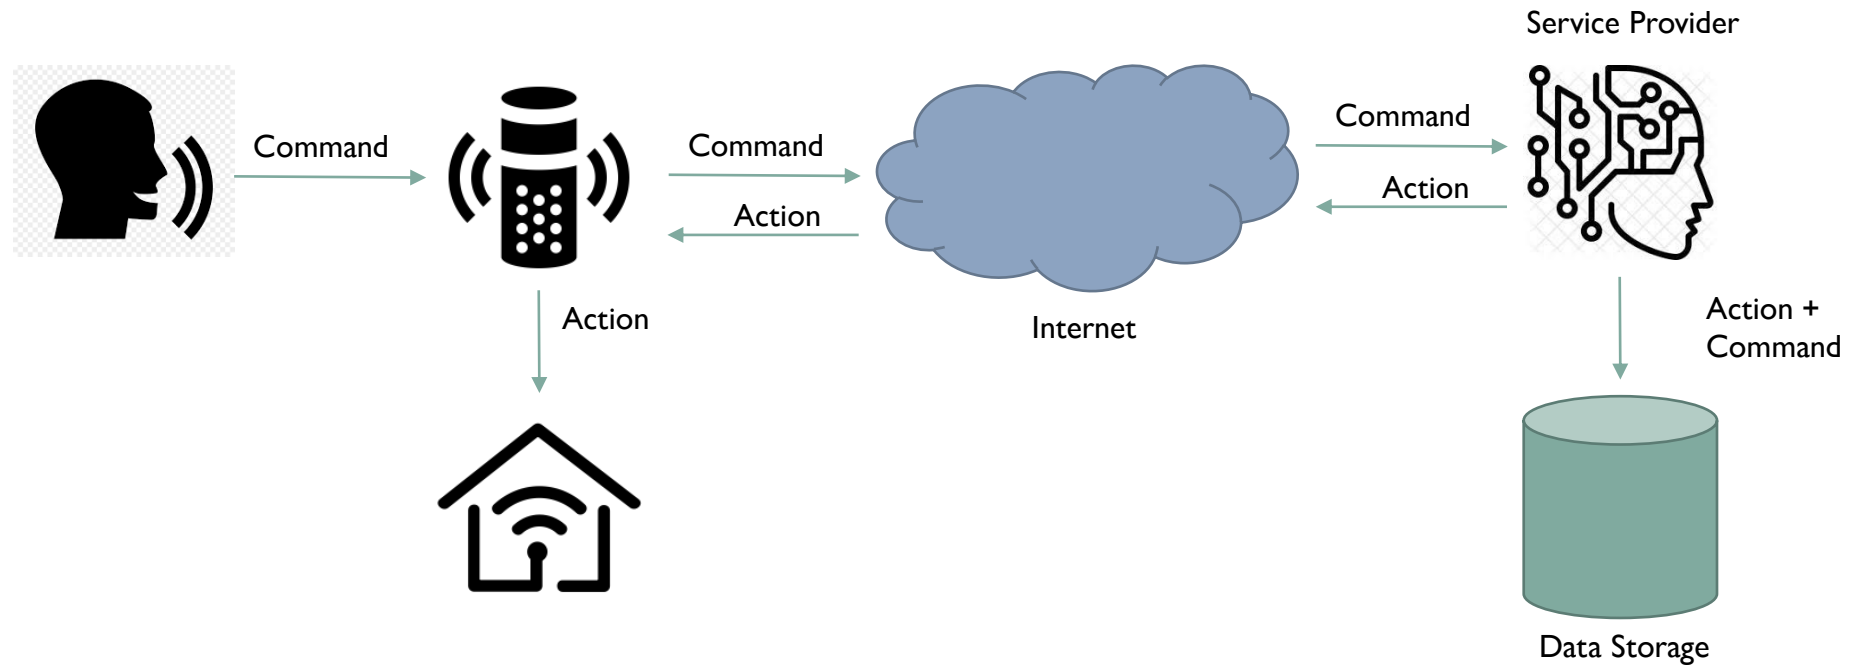 Service Provider
Command
Command
Action
Command
Action
Action
Internet
Action +
Command
Data Storage